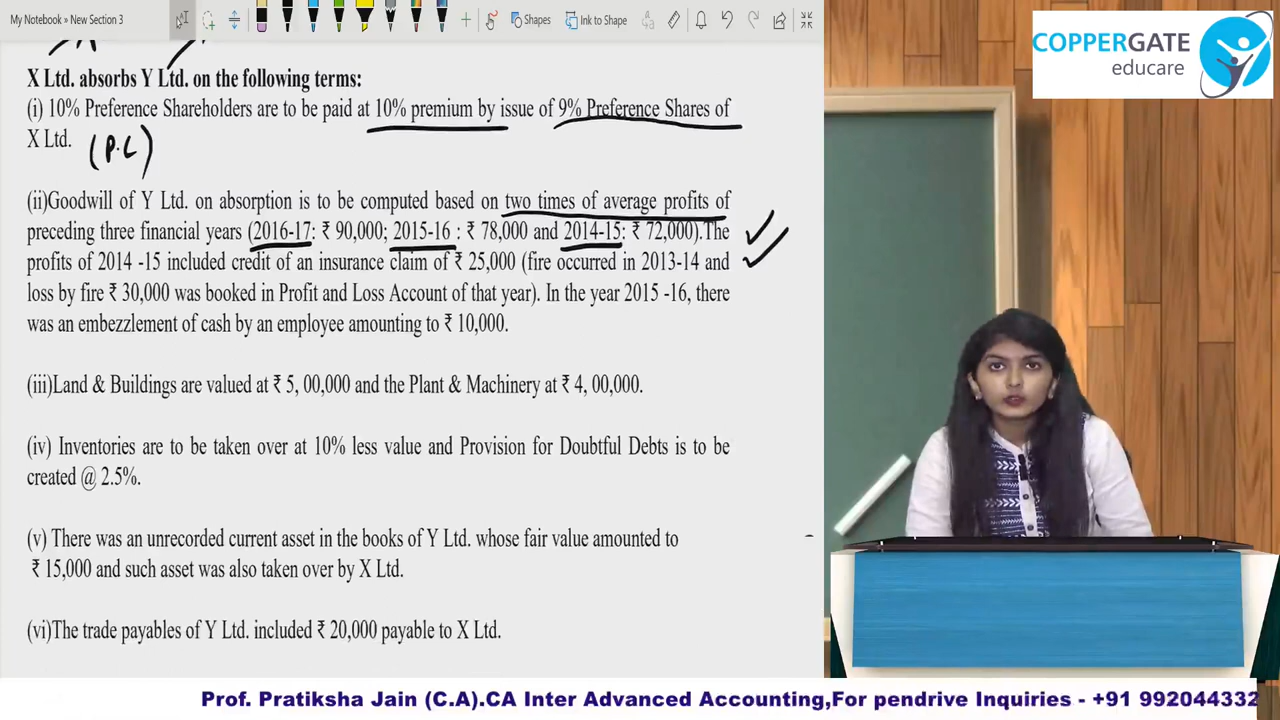 My Notebook » New Section 3
Shapes
Ink to Shape
COPPERGATE
educare
X Ltd. absorbs Y Ltd. on the following terms:
(i) 10% Preference Shareholders are to be paid at 10% premium by issue of 9% Preference Shares of
X Ltd.
(P.C)
(ii)Goodwill of Y Ltd. on absorption is to be computed based on two times of average profits of
preceding three financial years (2016-17: ₹ 90,000; 2015-16 : ₹ 78,000 and 2014-15: ₹ 72,000).The
profits of 2014 -15 included credit of an insurance claim of ₹ 25,000 (fire occurred in 2013-14 and
loss by fire ₹ 30,000 was booked in Profit and Loss Account of that year). In the year 2015 -16, there
was an embezzlement of cash by an employee amounting to ₹ 10,000.
(iii)Land & Buildings are valued at ₹ 5, 00,000 and the Plant & Machinery at ₹ 4, 00,000.
(iv) Inventories are to be taken over at 10% less value and Provision for Doubtful Debts is to be
created @ 2.5%.
(v) There was an unrecorded current asset in the books of Y Ltd. whose fair value amounted to
₹ 15,000 and such asset was also taken over by X Ltd.
(vi)The trade payables of Y Ltd. included ₹ 20,000 payable to X Ltd.
Prof. Pratiksha Jain (C.A).CA Inter Advanced Accounting,For pendrive Inquiries - +91 992044332